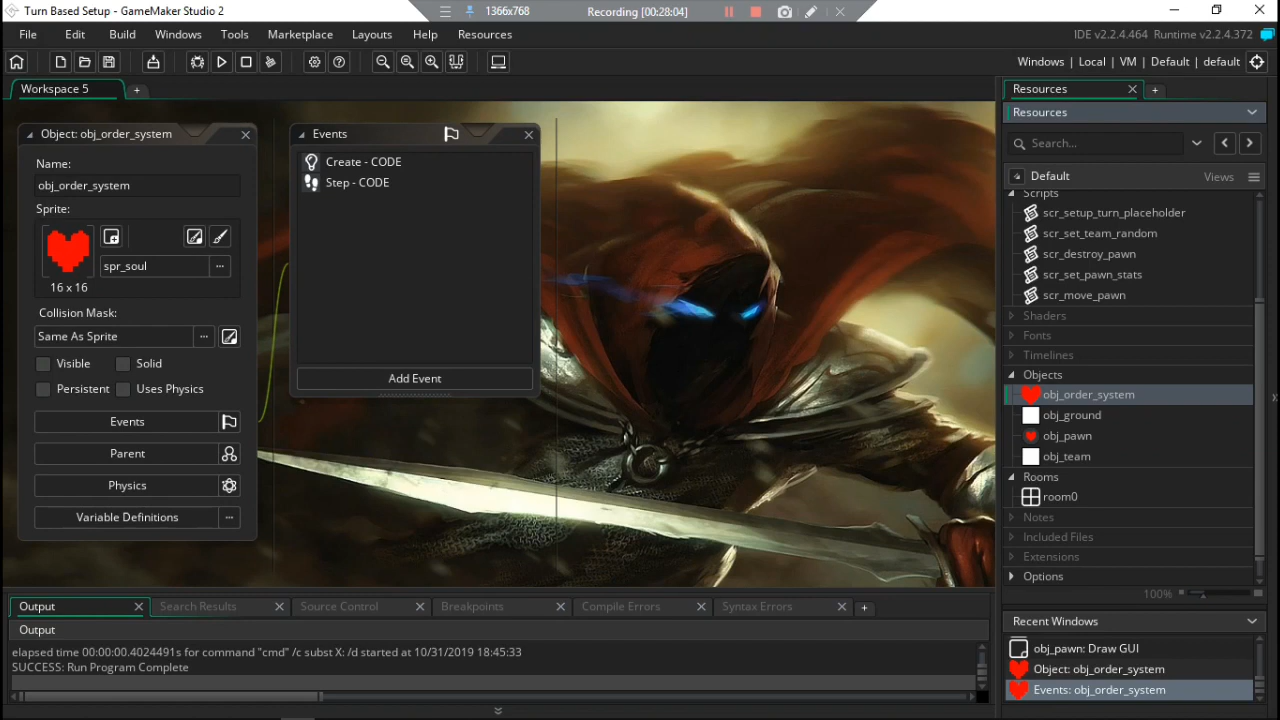 Turn Based Setup - GameMaker Studio 2
1366x768
Recording [00:28:04]
File Edit Build Windows Tools Marketplace Layouts Help Resources
IDE v2.2.4.464 Runtime v2.2.4.372
Windows | Local | VM | Default | default
Workspace 5
Object: obj_order_system
Name:
obj_order_system
Sprite:
spr_soul
16 x 16
Collision Mask:
Same As Sprite
Visible Solid
Persistent Uses Physics
Events
Parent
Physics
Variable Definitions
Events
Create - CODE
Step - CODE
Add Event
Resources
Resources
Search...
Default Views
Scripts
scr_setup_turn_placeholder
scr_set_team_random
scr_destroy_pawn
scr_set_pawn_stats
scr_move_pawn
Shaders
Fonts
Timelines
Objects
obj_order_system
obj_ground
obj_pawn
obj_team
Rooms
room0
Notes
Included Files
Extensions
Options
100%
Recent Windows
obj_pawn: Draw GUI
Object: obj_order_system
Events: obj_order_system
Output Search Results Source Control Breakpoints Compile Errors Syntax Errors
Output
elapsed time 00:00:00.4024491s for command "cmd" /c subst X: /d started at 10/31/2019 18:45:33
SUCCESS: Run Program Complete